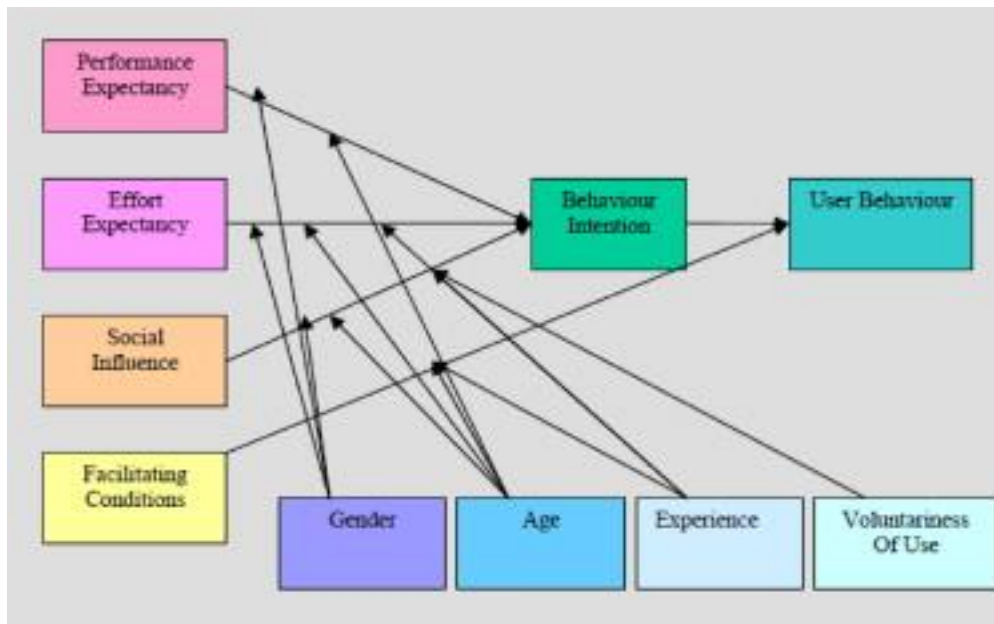 Performance
Expectancy
Effort
Expectancy
Behaviour
Intention
User Behaviour
Social
Influence
Facilitating
Conditions
Gender
Age
Experience
Voluntariness
Of Use